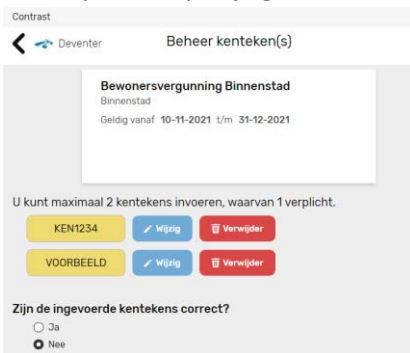 Contrast
Deventer
Beheer kenteken(s)
Bewonersvergunning Binnenstad
Binnenstad
Geldig vanaf 10-11-2021 t/m 31-12-2021
U kunt maximaal 2 kentekens invoeren, waarvan 1 verplicht.
KEN1234 Wijzig Verwijder
VOORBEELD Wijzig Verwijder
Zijn de ingevoerde kentekens correct?
Ja
Nee